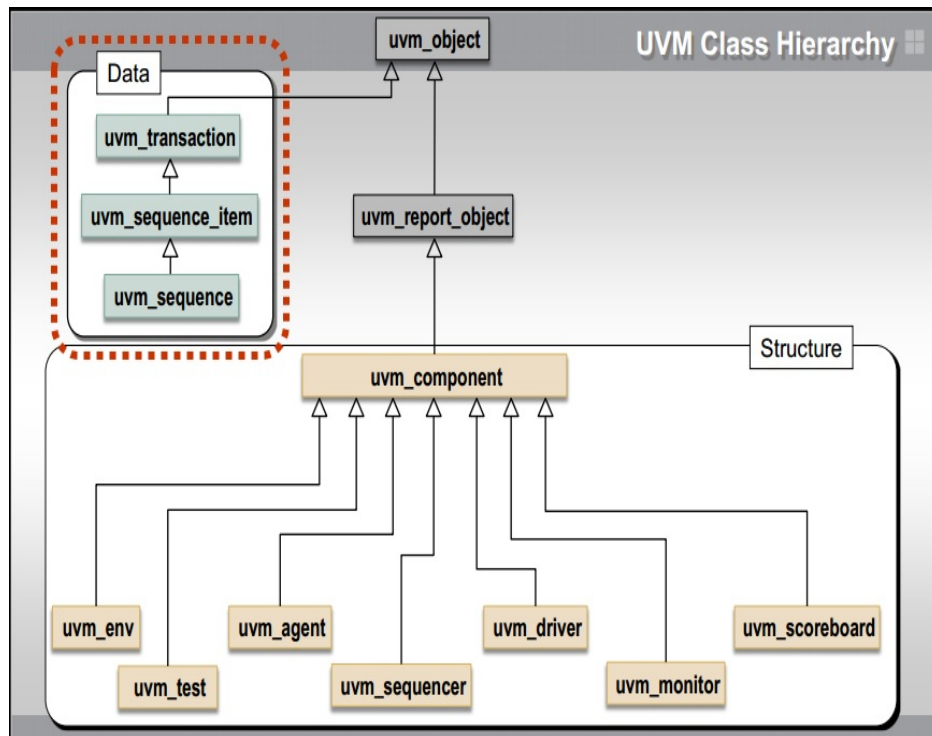 uvm_object
UVM Class Hierarchy
Data
uvm_transaction
uvm_sequence_item
uvm_report_object
uvm_sequence
Structure
uvm_component
uvm_env
uvm_agent
uvm_driver
uvm_scoreboard
uvm_test
uvm_sequencer
uvm_monitor